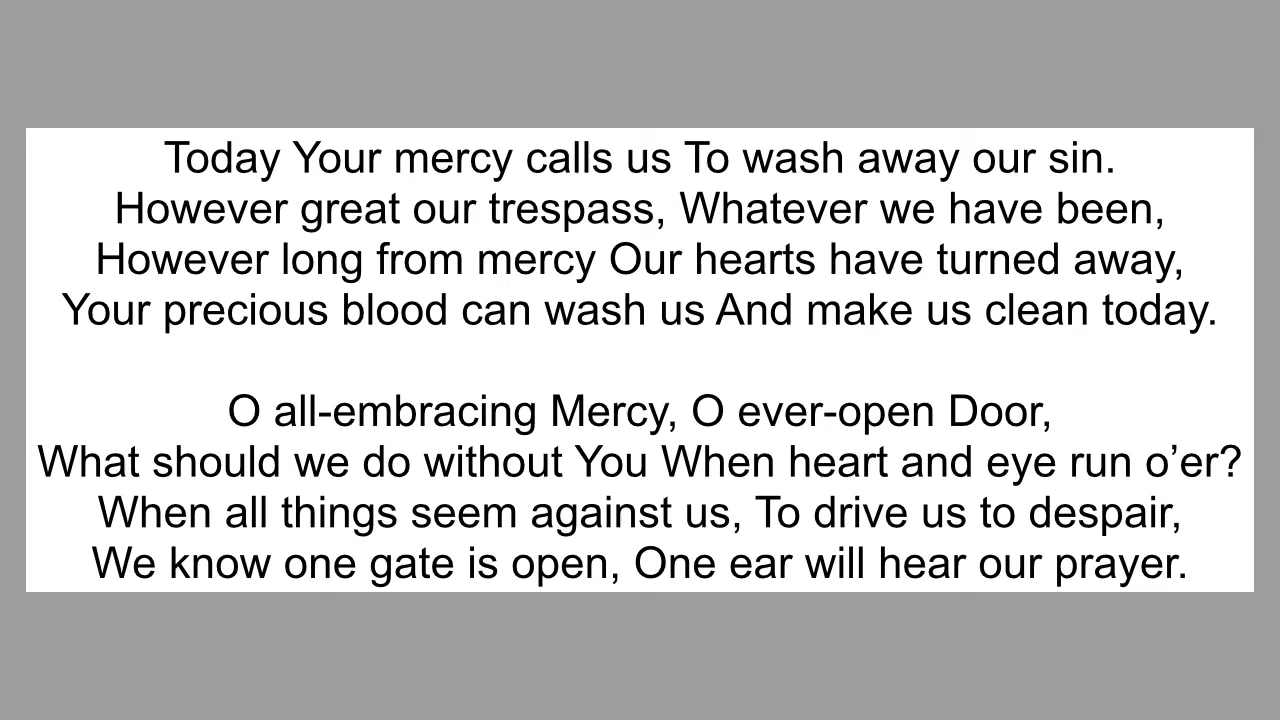 Today Your mercy calls us To wash away our sin.
However great our trespass, Whatever we have been,
However long from mercy Our hearts have turned away,
Your precious blood can wash us And make us clean today.
O all-embracing Mercy, O ever-open Door,
What should we do without You When heart and eye run o’er?
When all things seem against us, To drive us to despair,
We know one gate is open, One ear will hear our prayer.